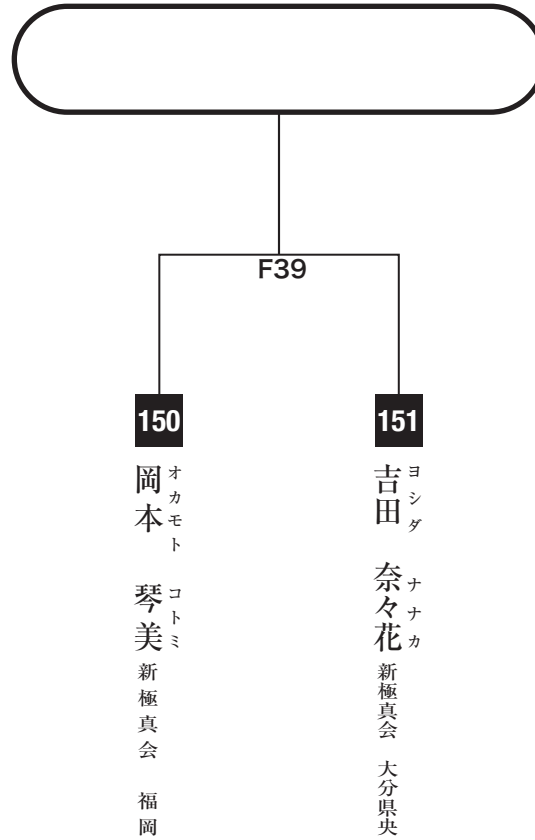 F39
150
オカモト コトミ
岡本 琴美
新極真会 福岡
151
ヨシダ ナナカ
吉田 奈々花
新極真会 大分県央